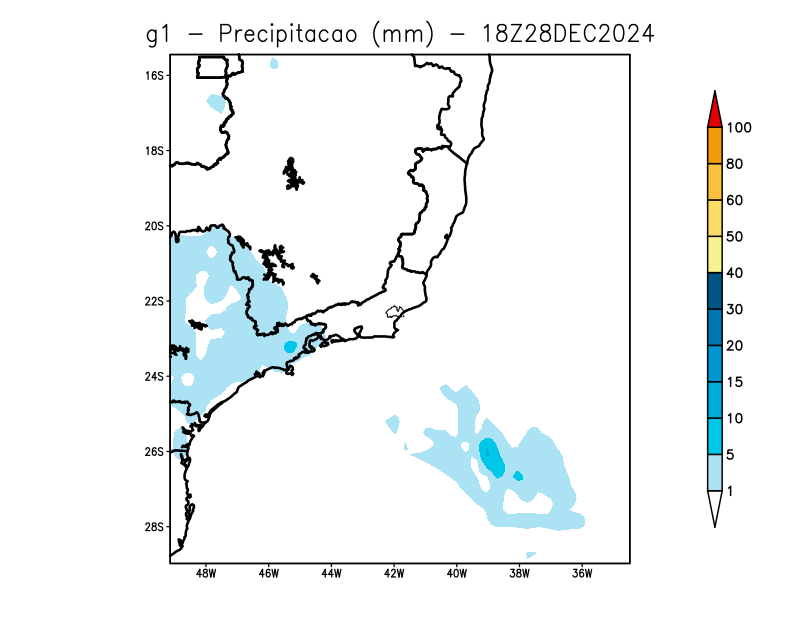 g1 – Precipitacao (mm) – 18Z28DEC2024
16S
18S
20S
22S
24S
26S
28S
48W 46W 44W 42W 40W 38W 36W
100
80
60
50
40
30
20
15
10
5
1